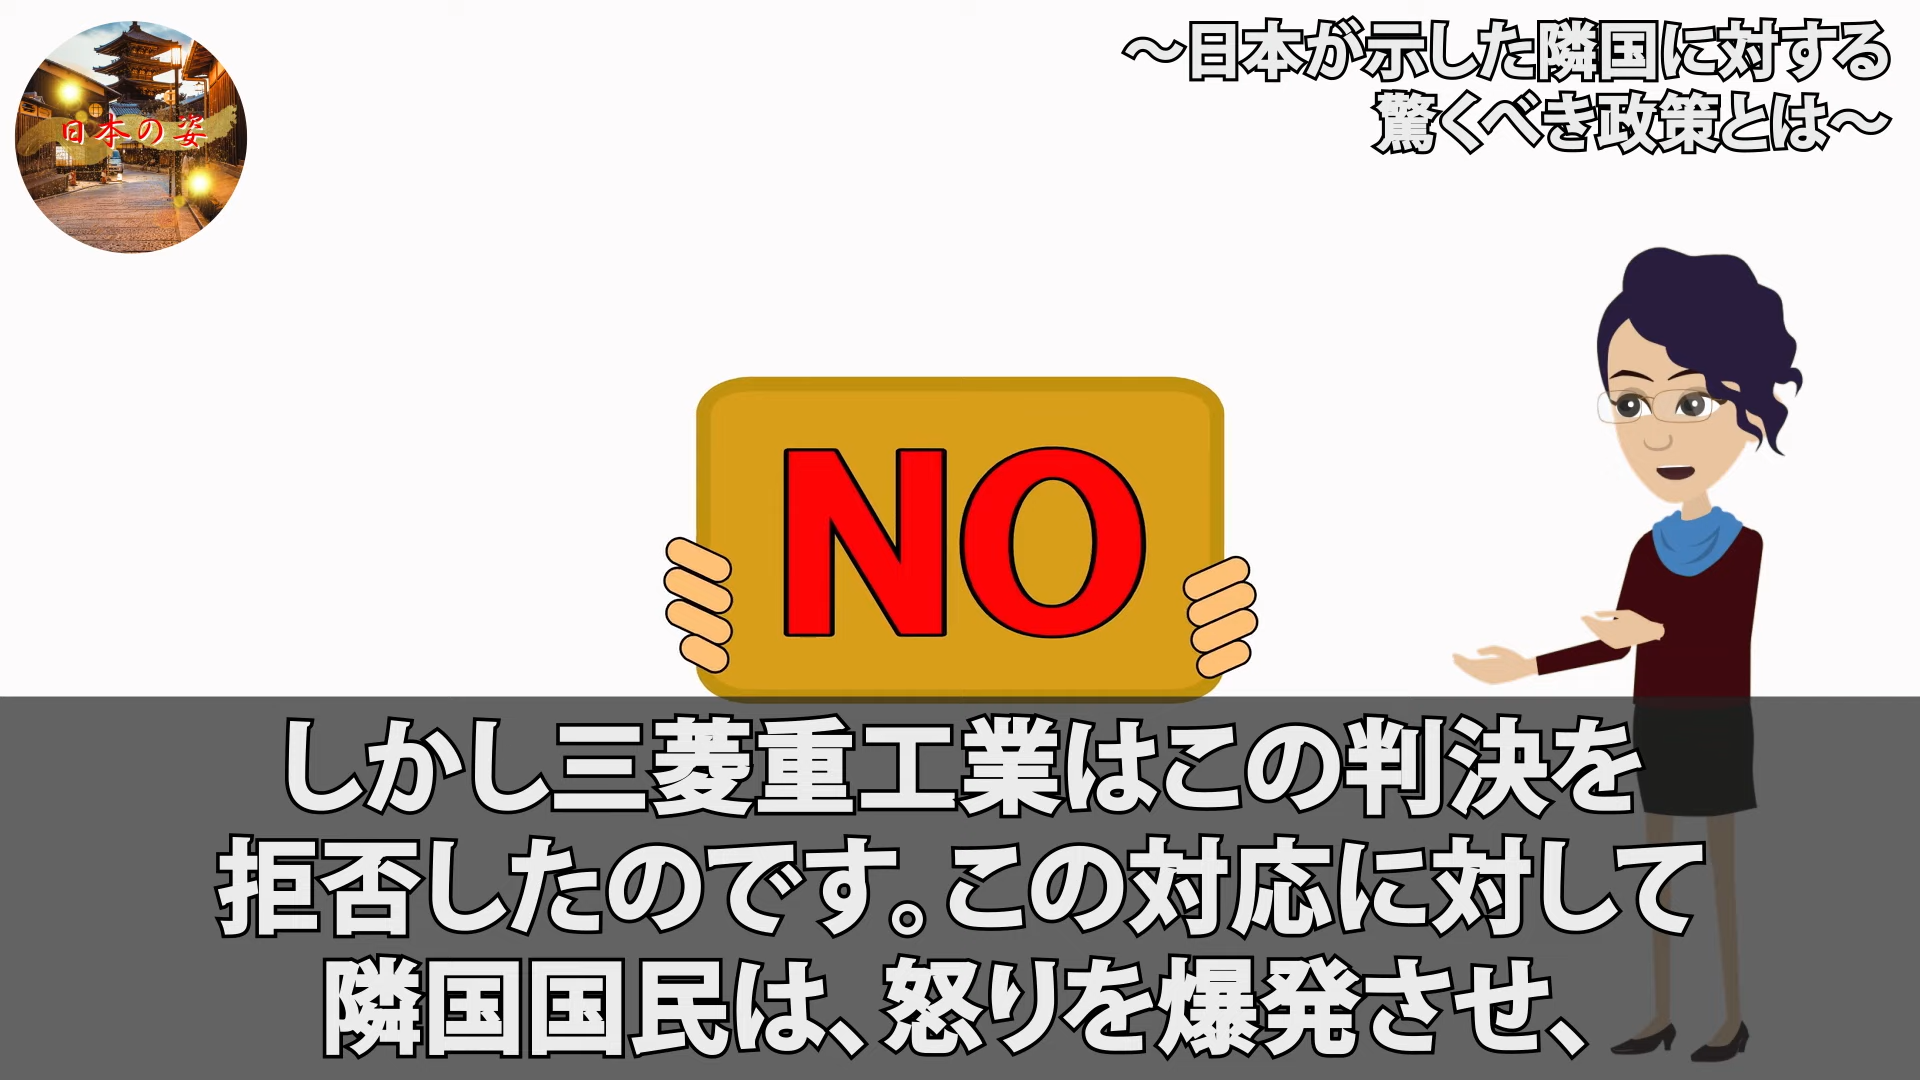 ～日本が示した隣国に対する
驚くべき政策とは～
日本の姿
NO
しかし三菱重工業はこの判決を
拒否したのです。この対応に対して
隣国国民は、怒りを爆発させ、